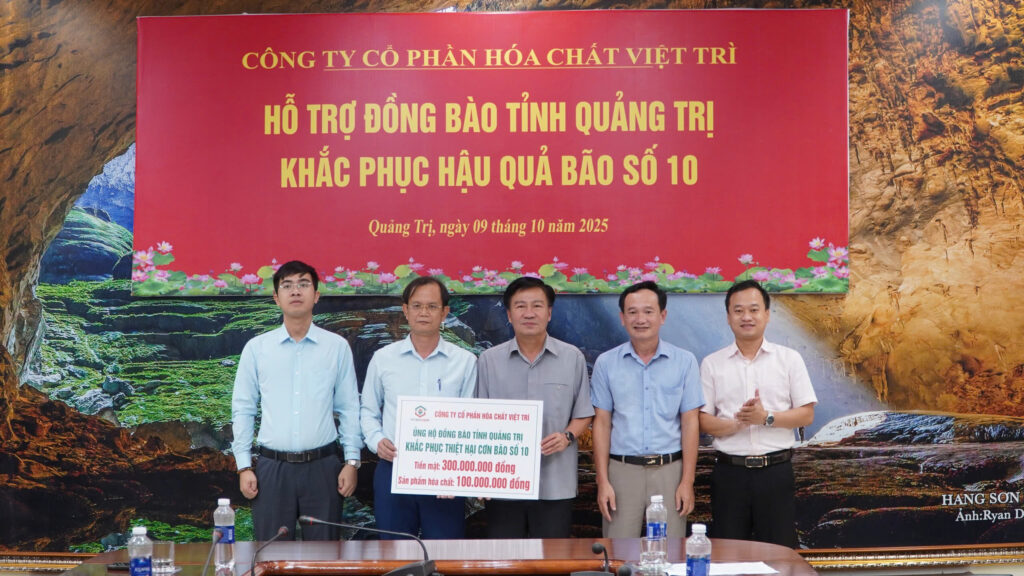 CÔNG TY CỔ PHẦN HÓA CHẤT VIỆT TRÌ
HỖ TRỢ ĐỒNG BÀO TỈNH QUẢNG TRỊ
KHẮC PHỤC HẬU QUẢ BÃO SỐ 10
Quảng Trị, ngày 09 tháng 10 năm 2025
CÔNG TY CỔ PHẦN HÓA CHẤT VIỆT TRÌ
ỦNG HỘ ĐỒNG BÀO TỈNH QUẢNG TRỊ
KHẮC PHỤC THIỆT HẠI CƠN BÃO SỐ 10
Tiền mặt: 300.000.000 đồng
Sản phẩm hóa chất: 100.000.000 đồng
HANG SƠN
Ảnh:Ryan D